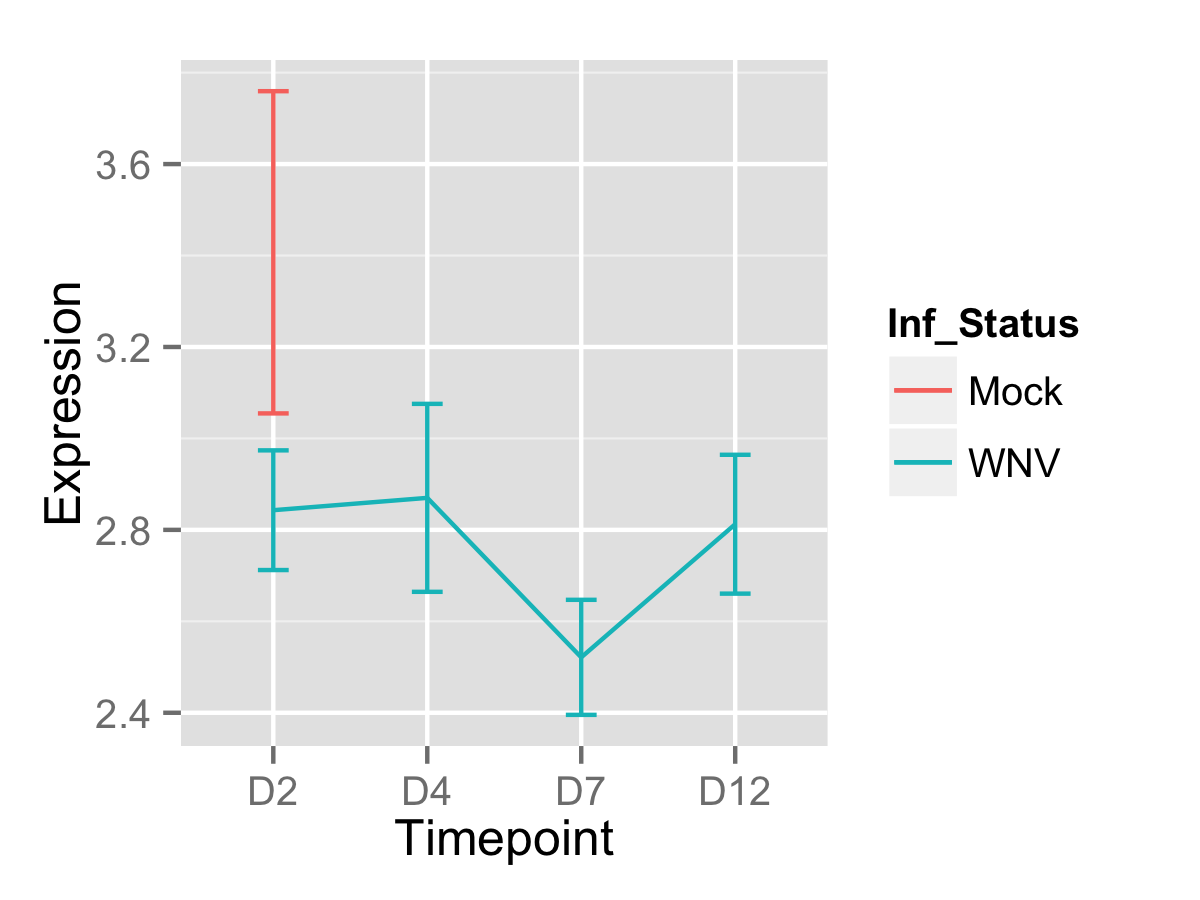 3.6
3.2
2.8
2.4
Expression
D2 D4 D7 D12
Timepoint
Inf_Status
Mock
WNV